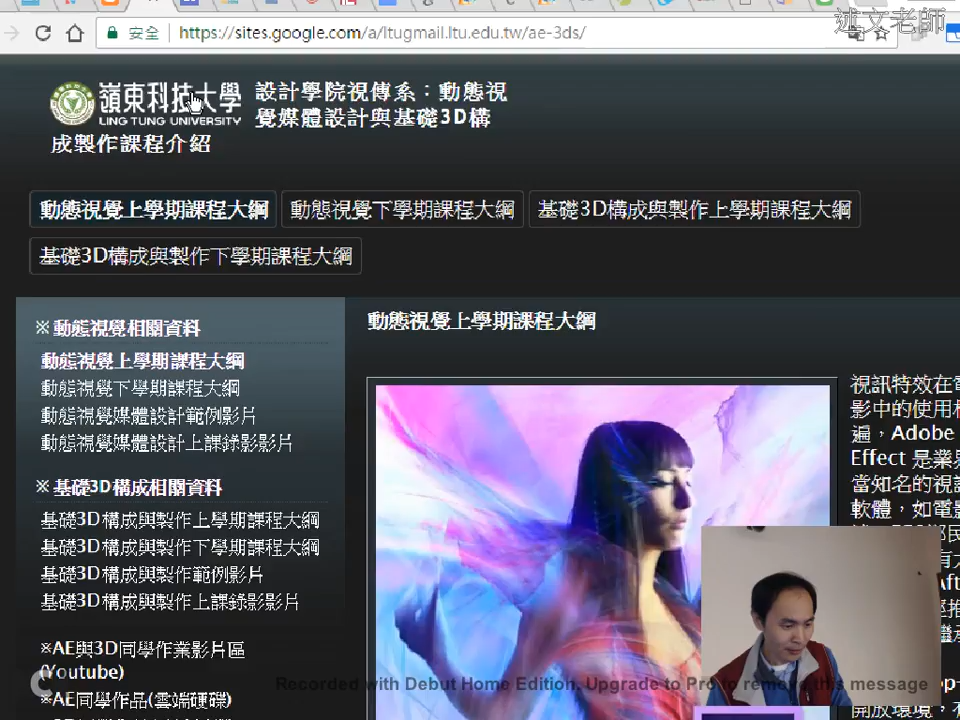 述文老師
安全 https://sites.google.com/a/ltugmail.ltu.edu.tw/ae-3ds/
嶺東科技大學
LING TUNG UNIVERSITY
設計學院視傳系：動態視
覺媒體設計與基礎3D構
成製作課程介紹
動態視覺上學期課程大綱 動態視覺下學期課程大綱 基礎3D構成與製作上學期課程大綱
基礎3D構成與製作下學期課程大綱
※動態視覺相關資料
動態視覺上學期課程大綱
動態視覺下學期課程大綱
動態視覺媒體設計範例影片
動態視覺媒體設計上課錄影影片
※基礎3D構成相關資料
基礎3D構成與製作上學期課程大綱
基礎3D構成與製作下學期課程大綱
基礎3D構成與製作範例影片
基礎3D構成與製作上課錄影影片
※AE與3D同學作業影片區
(Youtube)
※AE同學作品(雲端硬碟)
動態視覺上學期課程大綱
視訊特效在電
影中的使用
遍，Adobe
Effect 是業界
當知名的視訊
軟體，如電影
開放環境，
Recorded with Debut Home Edition. Upgrade to Pro to remove this message